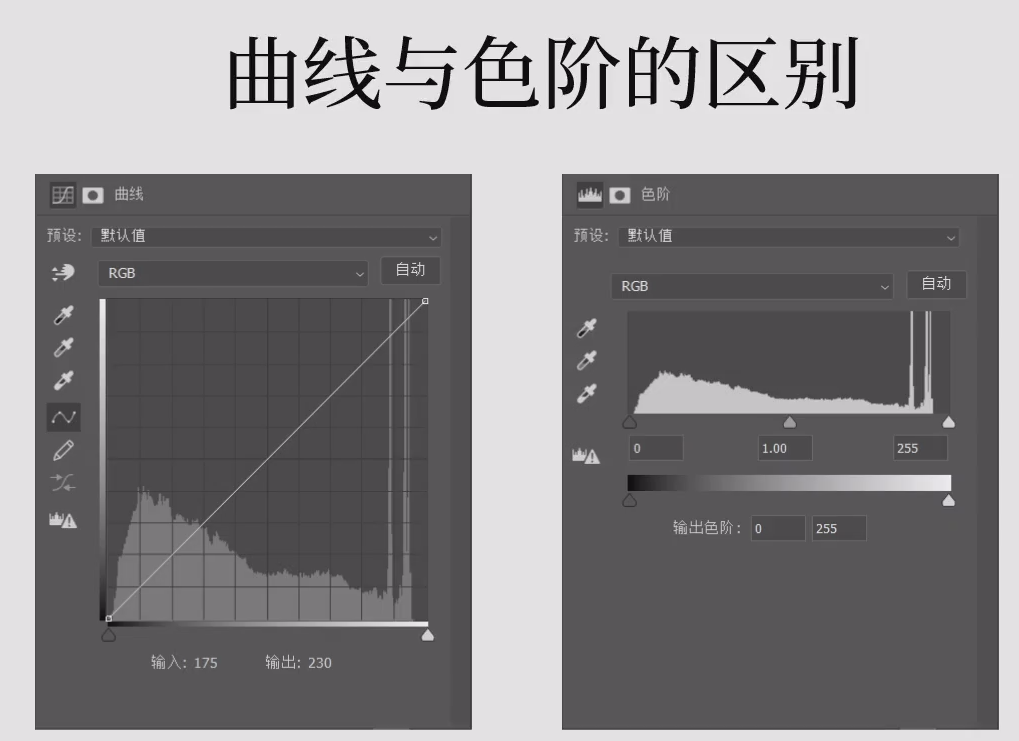 曲线与色阶的区别
曲线
预设: 默认值
RGB 自动
输入: 175 输出: 230
色阶
预设: 默认值
RGB 自动
0 1.00 255
输出色阶: 0 255